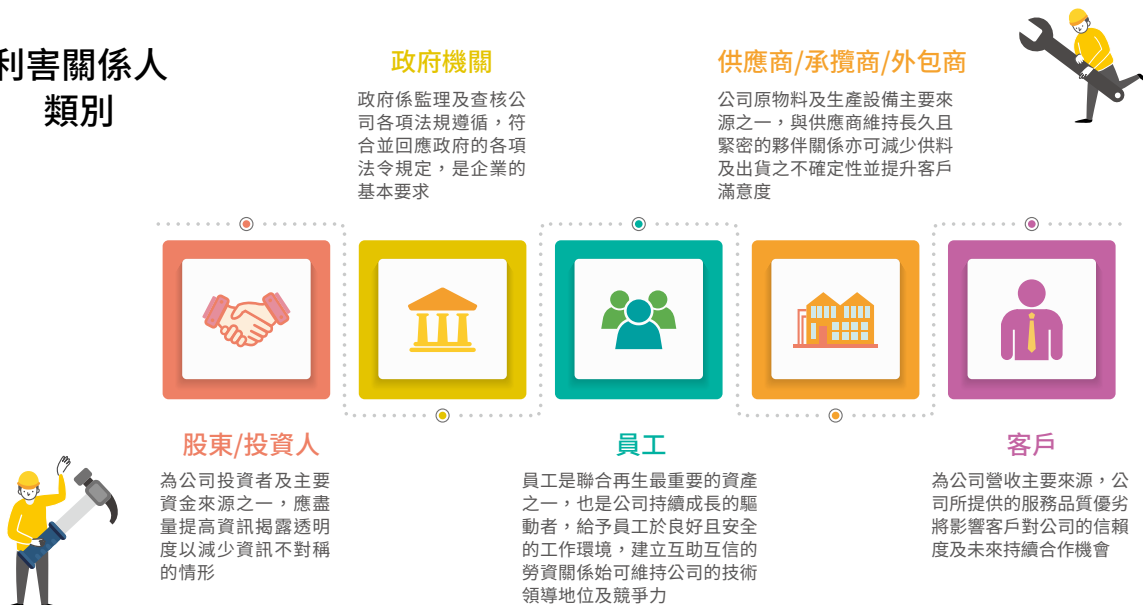 利害關係人
類別
政府機關
政府係監理及查核公
司各項法規遵循，符
合並回應政府的各項
法令規定，是企業的
基本要求
供應商/承攬商/外包商
公司原物料及生產設備主要來
源之一，與供應商維持長久且
緊密的夥伴關係亦可減少供料
及出貨之不確定性並提升客戶
滿意度
股東/投資人
為公司投資者及主要
資金來源之一，應盡
量提高資訊揭露透明
度以減少資訊不對稱
的情形
員工
員工是聯合再生最重要的資產
之一，也是公司持續成長的驅
動者，給予員工於良好且安全
的工作環境，建立互助互信的
勞資關係始可維持公司的技術
領導地位及競爭力
客戶
為公司營收主要來源，公
司所提供的服務品質優劣
將影響客戶對公司的信賴
度及未來持續合作機會